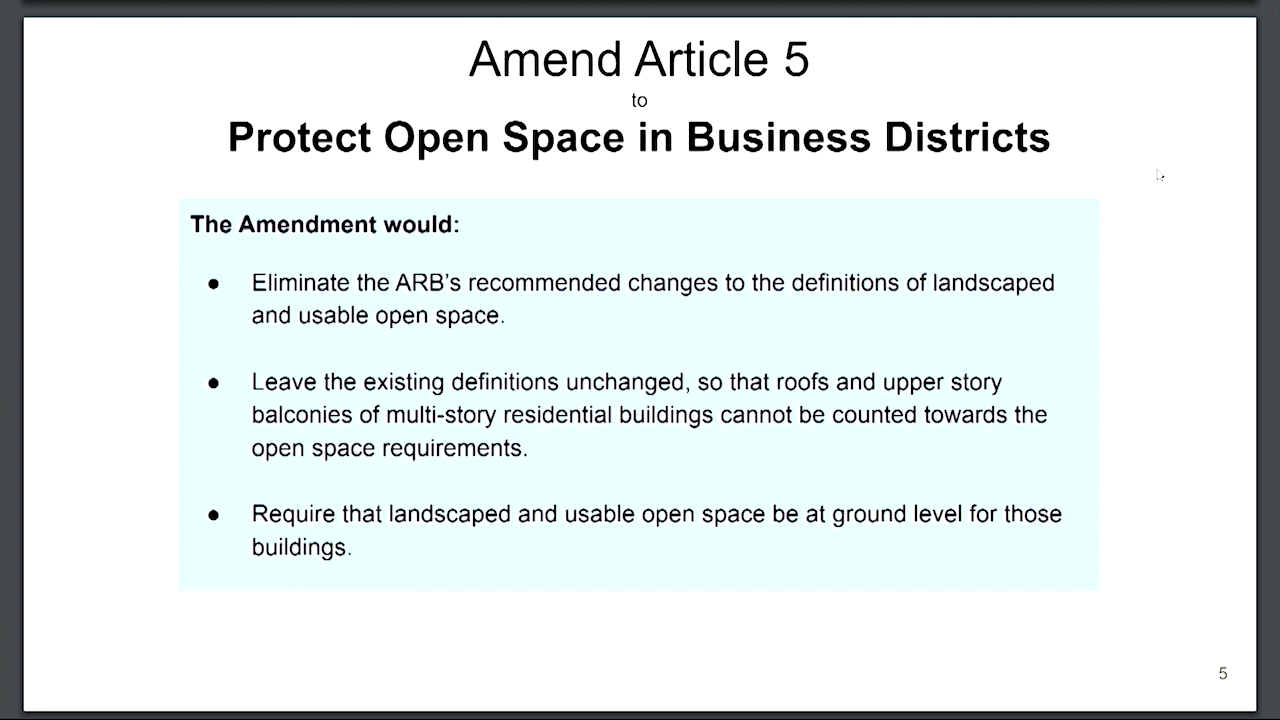 Amend Article 5
to
Protect Open Space in Business Districts
The Amendment would:
● Eliminate the ARB’s recommended changes to the definitions of landscaped
and usable open space.
● Leave the existing definitions unchanged, so that roofs and upper story
balconies of multi-story residential buildings cannot be counted towards the
open space requirements.
● Require that landscaped and usable open space be at ground level for those
buildings.
5